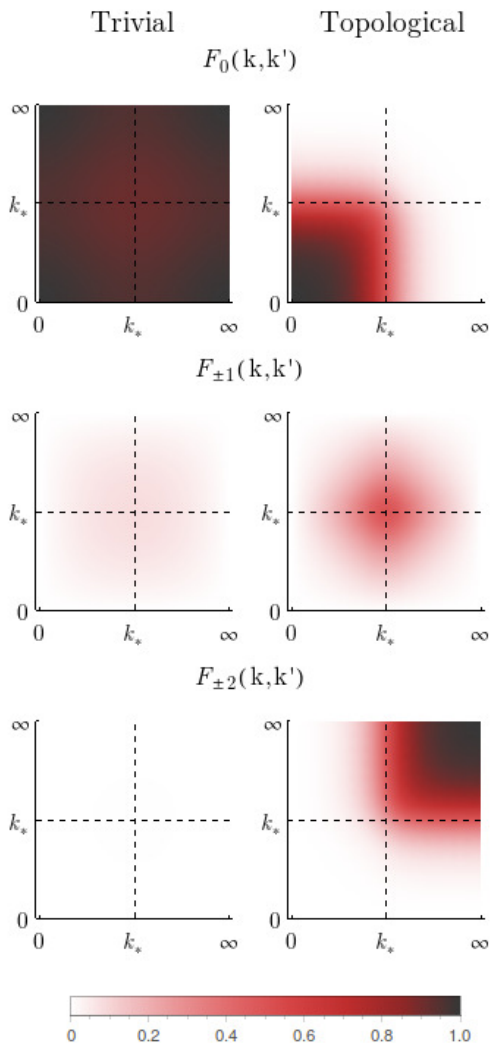 Trivial Topological
F₀(k,k')
∞ ∞
k* k*
0 0
0 k* ∞ 0 k* ∞
F±1(k,k')
∞ ∞
k* k*
0 0
0 k* ∞ 0 k* ∞
F±2(k,k')
∞ ∞
k* k*
0 0
0 k* ∞ 0 k* ∞
0 0.2 0.4 0.6 0.8 1.0